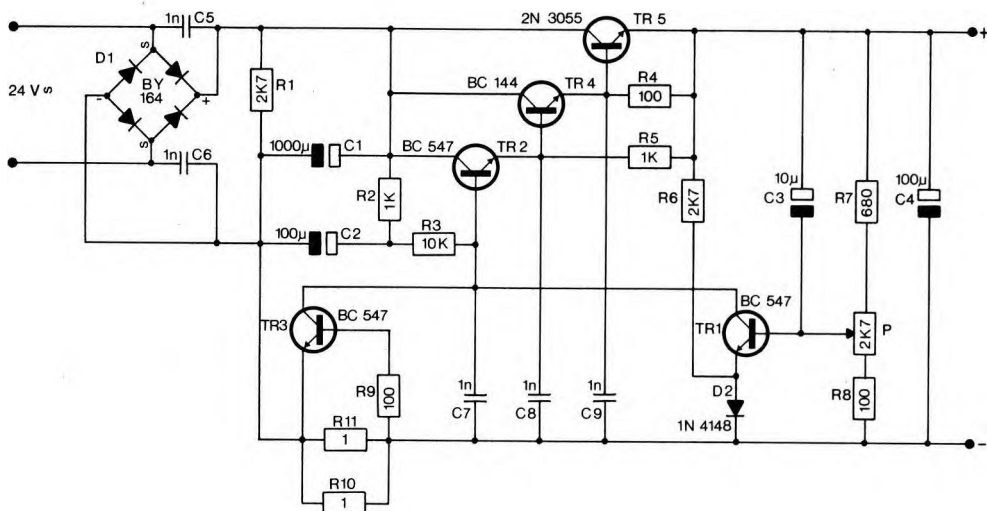 1n C5
2N 3055 TR 5
+
D1
S
BY
164
-
+
S
24 V S
1n C6
R1
2K7
BC 144 TR 4
R4
100
1000µ C1
BC 547 TR 2
R5
1K
R2
1K
R6
2K7
10µ
C3
R7
680
100µ
C4
100µ C2
R3
10K
TR3
BC 547
BC 547
TR1
P
2K7
R9
100
1n
C7
1n
C8
1n
C9
D2
1N 4148
R8
100
R11
1
-
R10
1